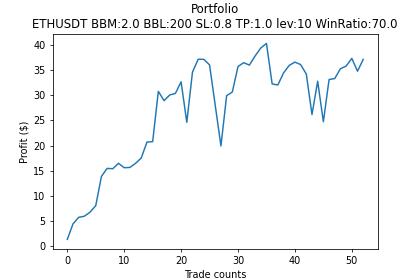 Portfolio
ETHUSDT BBM:2.0 BBL:200 SL:0.8 TP:1.0 lev:10 WinRatio:70.0
40
35
30
25
20
15
10
5
0
Profit ($)
0 10 20 30 40 50
Trade counts